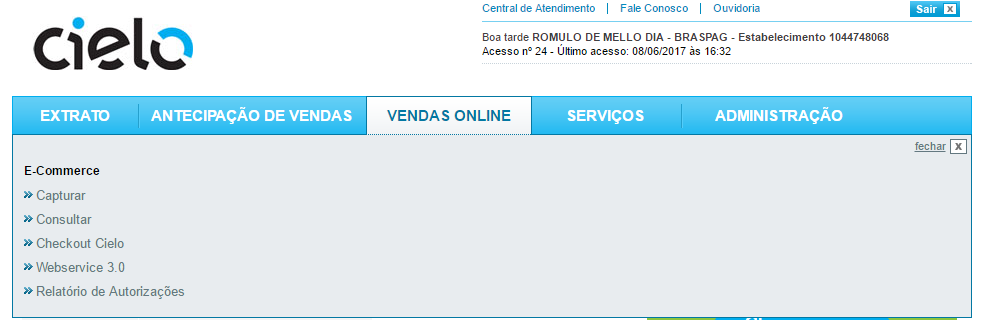 cielo
Central de Atendimento | Fale Conosco | Ouvidoria
Sair X
Boa tarde ROMULO DE MELLO DIA - BRASPAG - Estabelecimento 1044748068
Acesso nº 24 - Último acesso: 08/06/2017 às 16:32
EXTRATO ANTECIPAÇÃO DE VENDAS VENDAS ONLINE SERVIÇOS ADMINISTRAÇÃO
fechar X
E-Commerce
Capturar
Consultar
Checkout Cielo
Webservice 3.0
Relatório de Autorizações